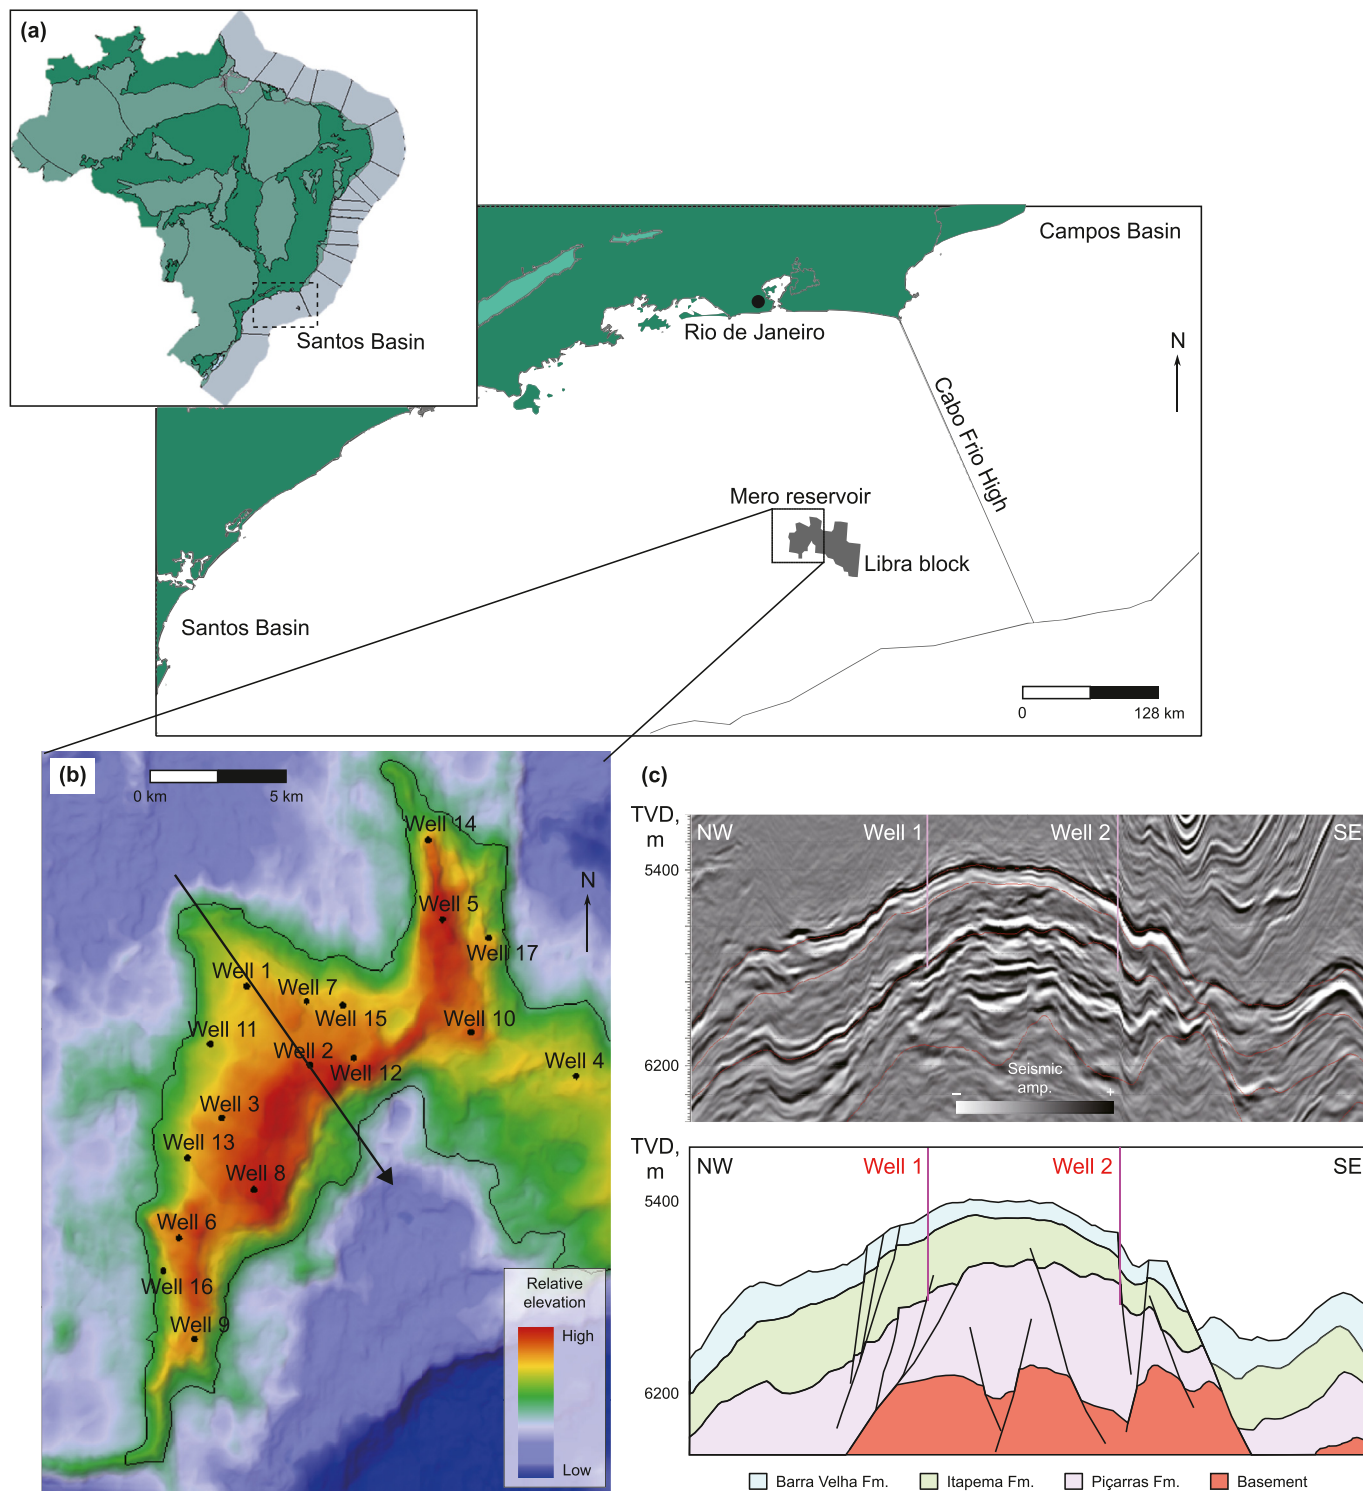 (a)
Santos Basin
Campos Basin
Rio de Janeiro
N
Cabo Frio High
Mero reservoir
Libra block
Santos Basin
0 128 km
(b)
0 km 5 km
Well 14
N
Well 5
Well 17
Well 1
Well 7
Well 15
Well 10
Well 11
Well 2
Well 12
Well 4
Well 3
Well 13
Well 8
Well 6
Well 16
Well 9
Relative
elevation
High
Low
(c)
TVD,
m
NW Well 1 Well 2 SE
5400
6200
Seismic
amp.
– +
TVD,
m
NW Well 1 Well 2 SE
5400
6200
Barra Velha Fm. Itapema Fm. Piçarras Fm. Basement